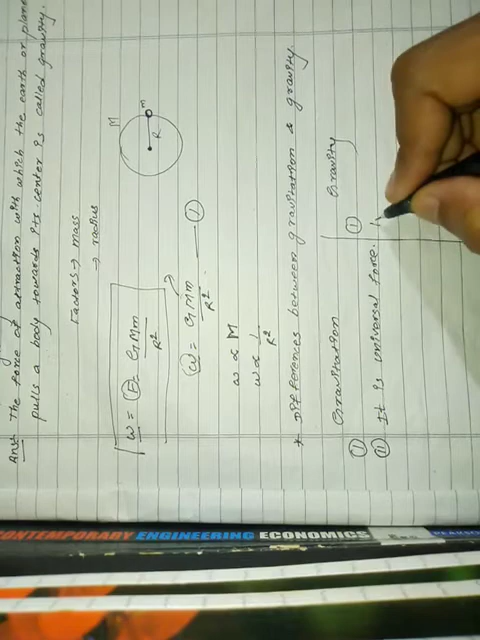 Ans: The force of attraction with which the earth or plane
pulls a body towards its center is called gravity.
Factors → mass
→ radius
M
m
R
W = F = GMm
R²
W = GMm
R²
①
W ∝ M
W ∝ 1
R²
* Differences between gravitation & gravity.
Gravitation
Gravity
①
①
② It is universal force.
CONTEMPORARY ENGINEERING ECONOMICS